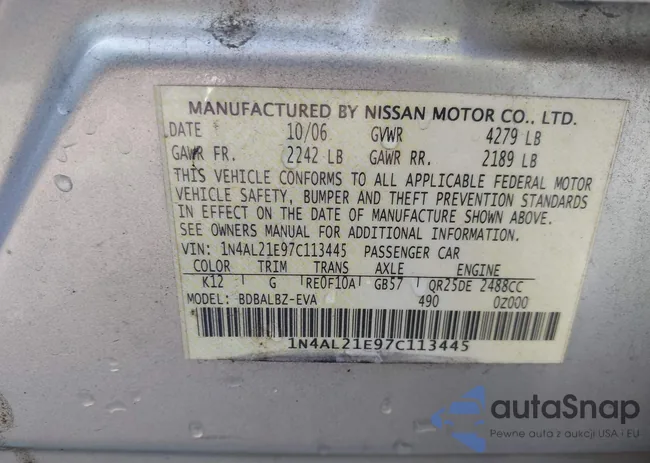 MANUFACTURED BY NISSAN MOTOR CO., LTD.
DATE 10/06 GVWR 4279 LB
GAWR FR. 2242 LB GAWR RR. 2189 LB
THIS VEHICLE CONFORMS TO ALL APPLICABLE FEDERAL MOTOR
VEHICLE SAFETY, BUMPER AND THEFT PREVENTION STANDARDS
IN EFFECT ON THE DATE OF MANUFACTURE SHOWN ABOVE.
SEE OWNERS MANUAL FOR ADDITIONAL INFORMATION.
VIN: 1N4AL21E97C113445 PASSENGER CAR
COLOR TRIM TRANS AXLE ENGINE
K12 G RE0F10A GB57 QR25DE 2488CC
MODEL: BDBALBZ-EVA 490 0Z000
1N4AL21E97C113445
autoSnap
Pewne auta z aukcji USA i EU